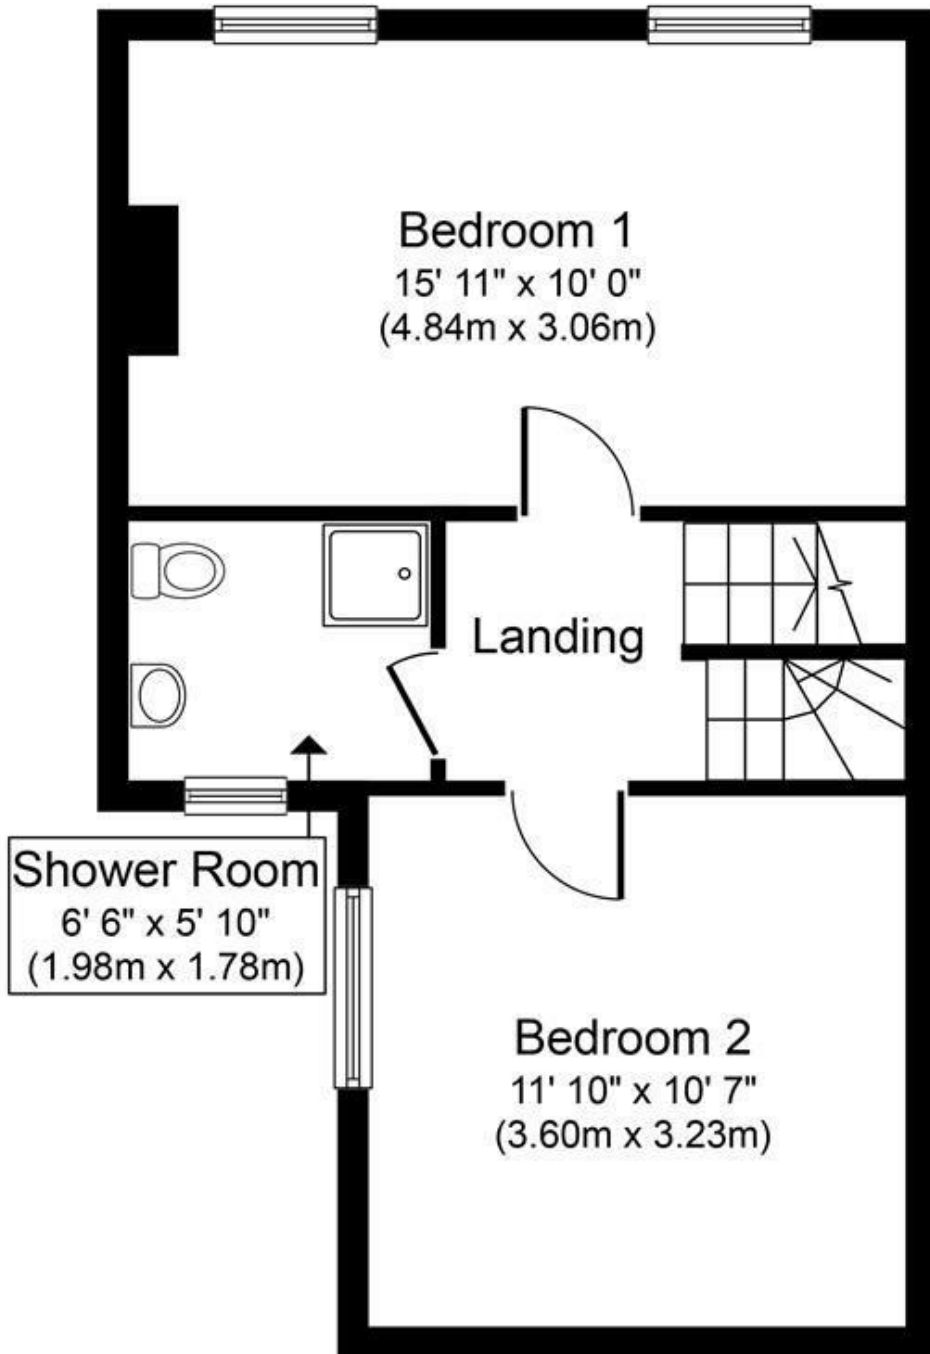 Bedroom 1
15' 11" x 10' 0"
(4.84m x 3.06m)
Landing
Shower Room
6' 6" x 5' 10"
(1.98m x 1.78m)
Bedroom 2
11' 10" x 10' 7"
(3.60m x 3.23m)